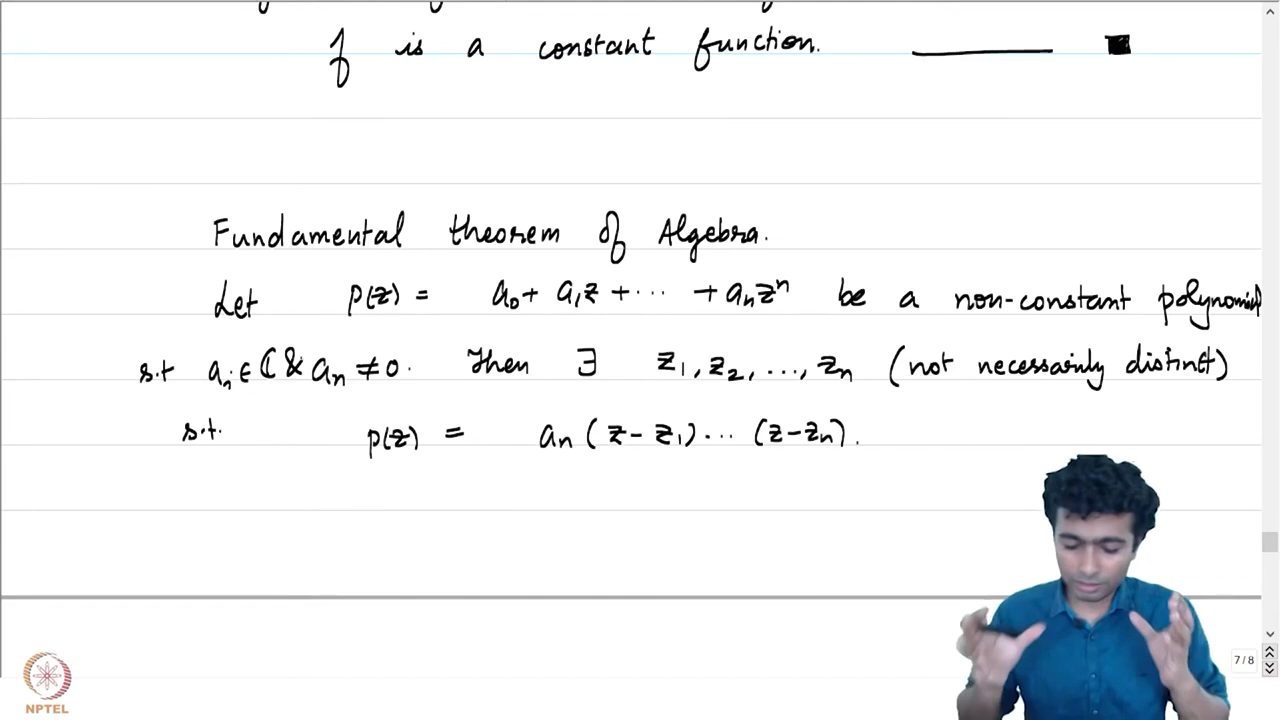 f is a constant function.
Fundamental theorem of Algebra.
Let p(z) = a₀ + a₁z + ⋯ + aₙzⁿ be a non-constant polynomial
s.t aᵢ ∈ ℂ & aₙ ≠ 0. Then ∃ z₁, z₂, ..., zₙ (not necessarily distinct)
s.t. p(z) = aₙ (z − z₁) ⋯ (z − zₙ).
7 / 8
NPTEL